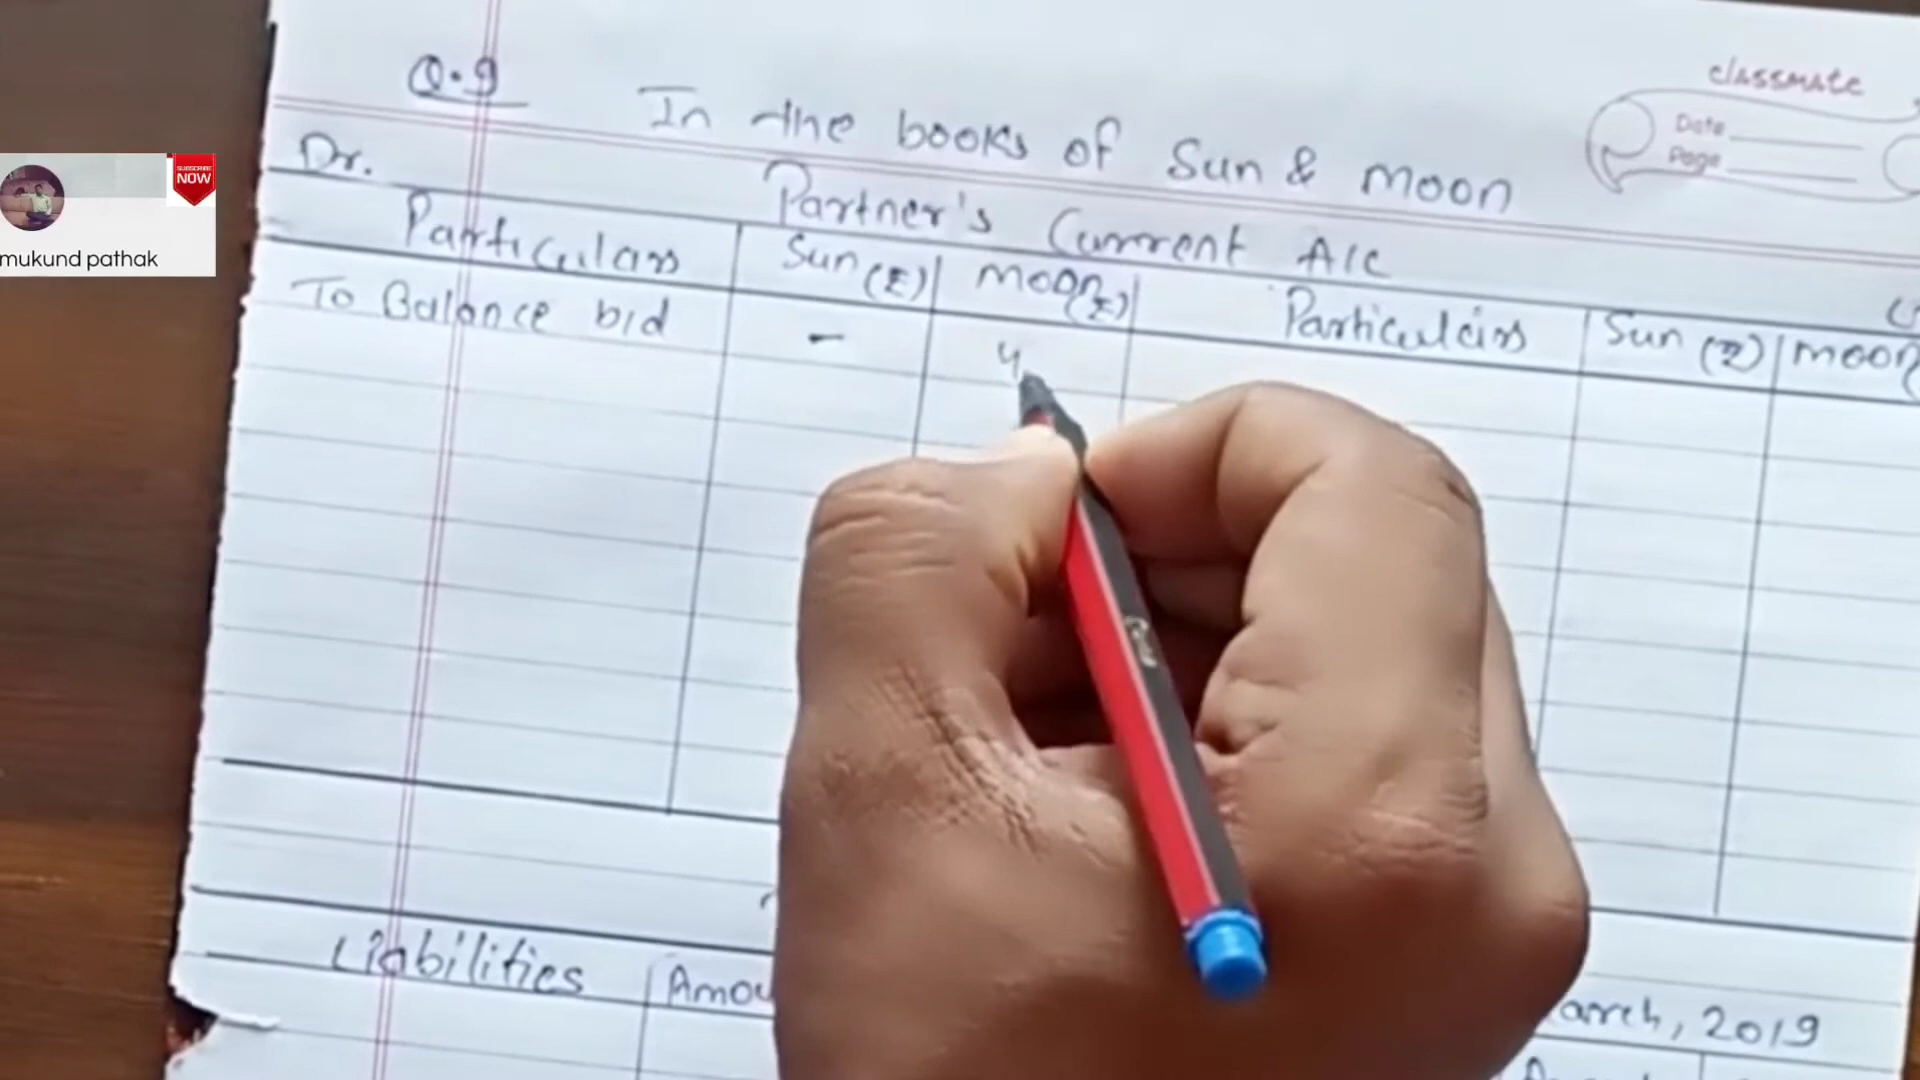 classmate
Date
Page
Q.9
In the books of Sun & Moon
Dr.
Partner's Current A/c
Particulars Sun (₹) Moon (₹) Particulars Sun (₹) Moon
To Balance b/d - 4
Liabilities Amou
arch, 2019
SUBSCRIBE
NOW
mukund pathak